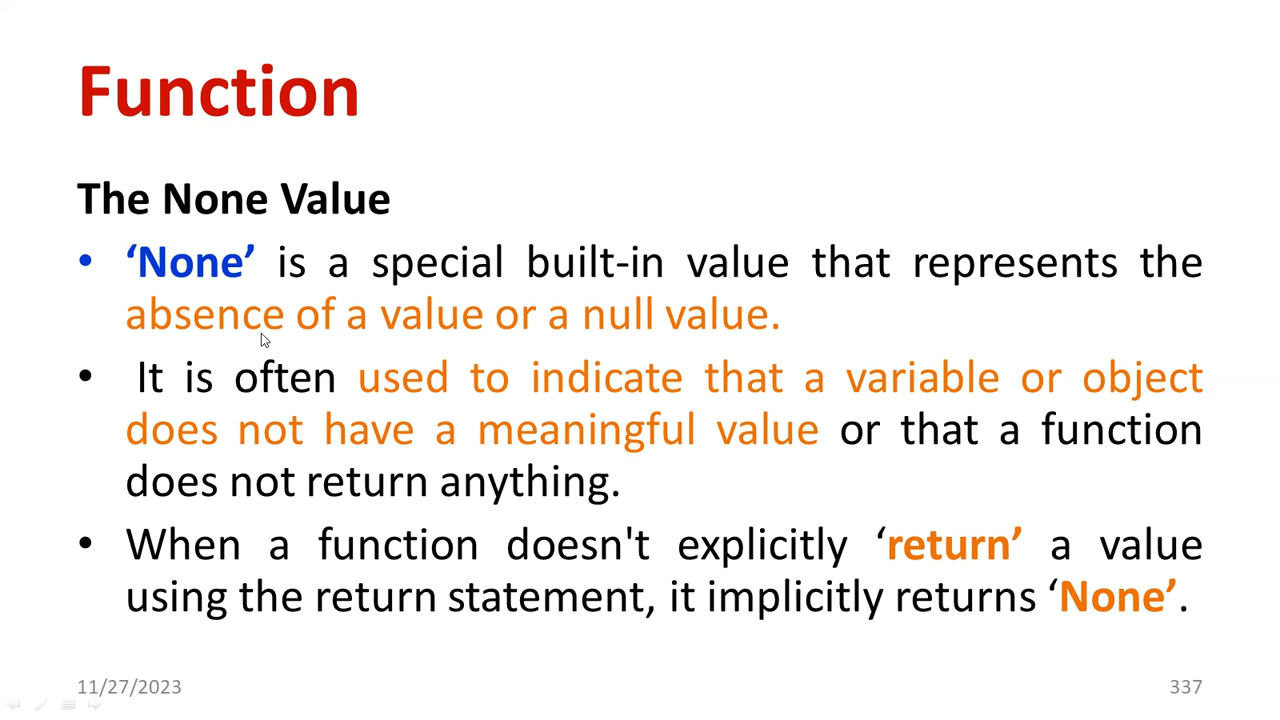 Function
The None Value
• ‘None’ is a special built-in value that represents the
absence of a value or a null value.
• It is often used to indicate that a variable or object
does not have a meaningful value or that a function
does not return anything.
• When a function doesn't explicitly ‘return’ a value
using the return statement, it implicitly returns ‘None’.
11/27/2023
337